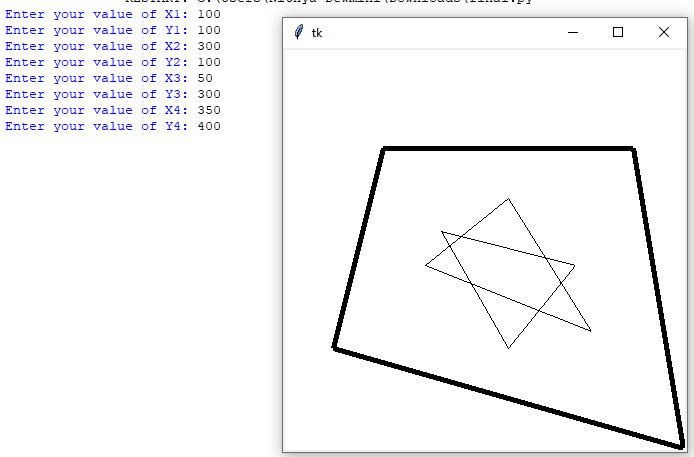 Enter your value of X1: 100
Enter your value of Y1: 100
Enter your value of X2: 300
Enter your value of Y2: 100
Enter your value of X3: 50
Enter your value of Y3: 300
Enter your value of X4: 350
Enter your value of Y4: 400
tk